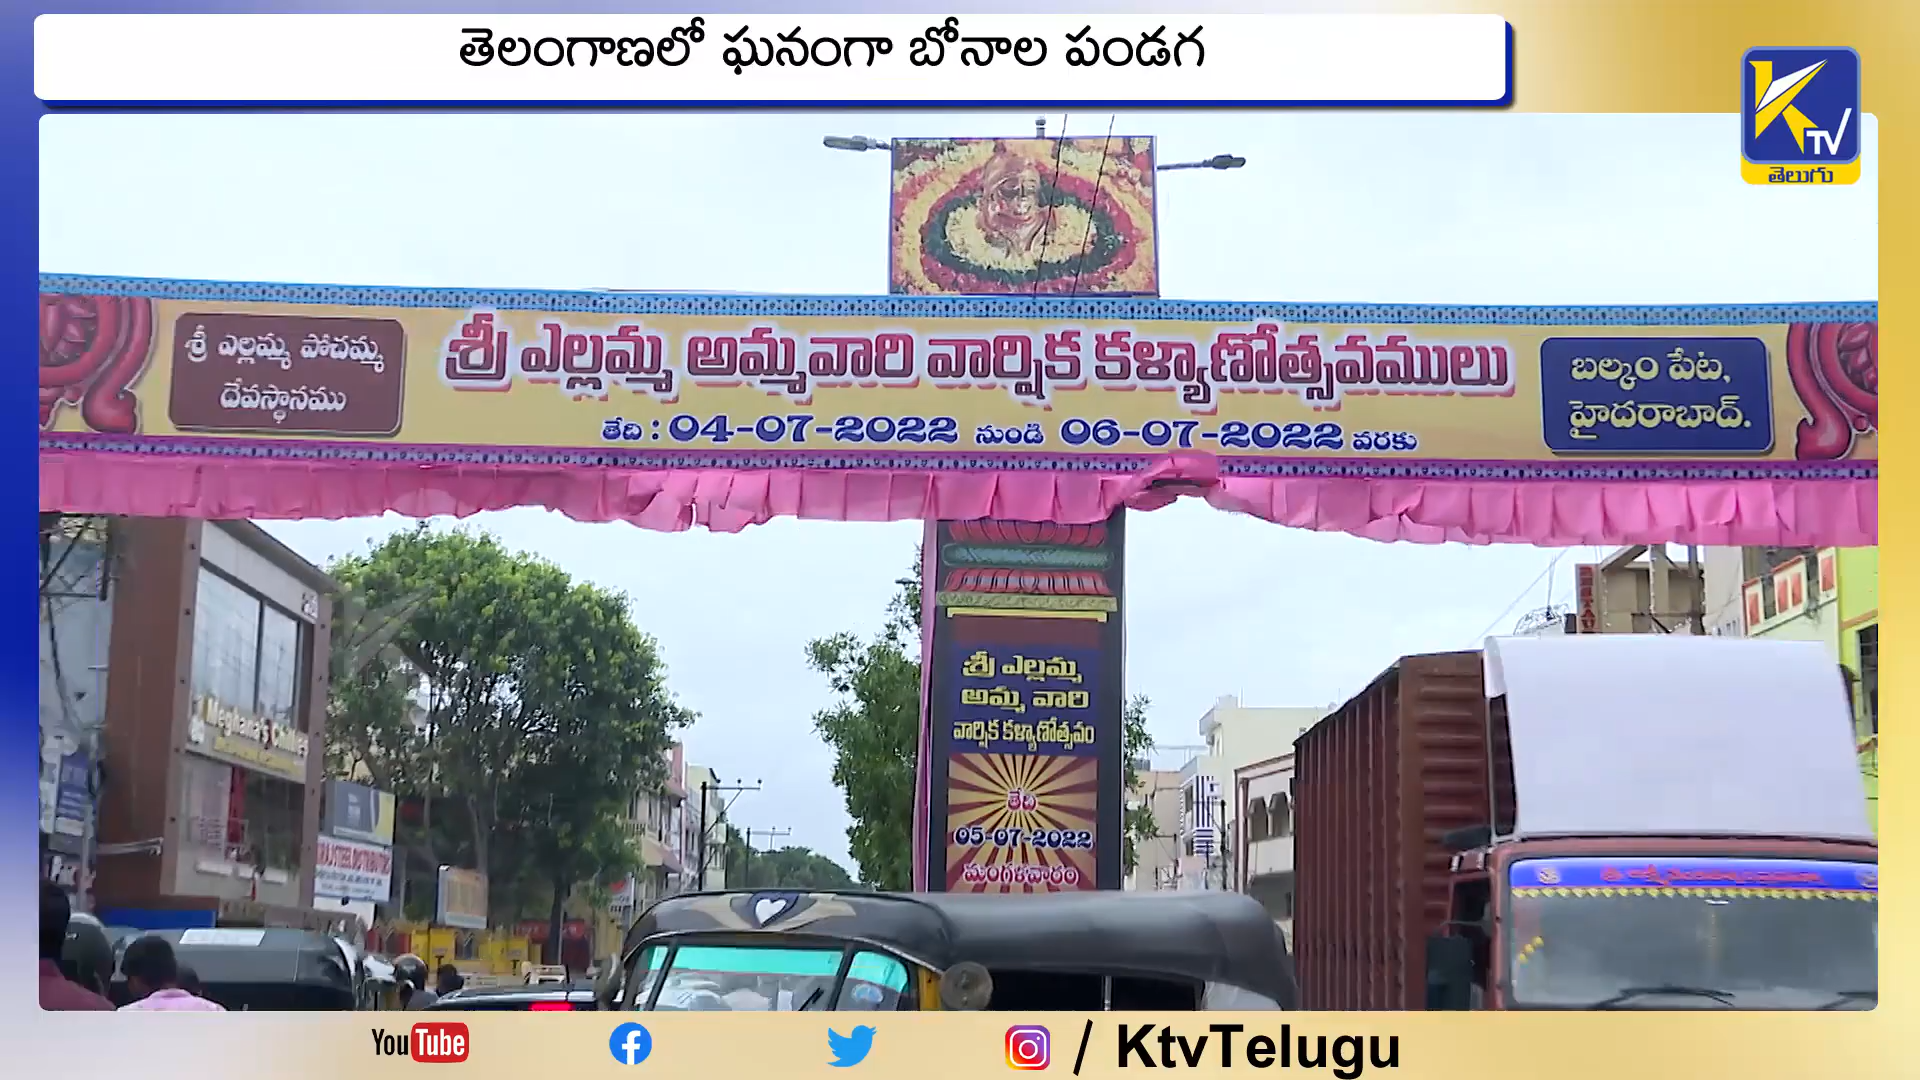 తెలంగాణలో ఘనంగా బోనాల పండగ
KTV
తెలుగు
శ్రీ ఎల్లమ్మ పోచమ్మ
దేవస్థానము
శ్రీ ఎల్లమ్మ అమ్మవారి వార్షిక కళ్యాణోత్సవములు
తేది : 04-07-2022 నుండి 06-07-2022 వరకు
బల్కం పేట,
హైదరాబాద్.
శ్రీ ఎల్లమ్మ
అమ్మ వారి
వార్షిక కళ్యాణోత్సవం
తేది
05-07-2022
మంగళవారం
Meghana's
YouTube
/ KtvTelugu